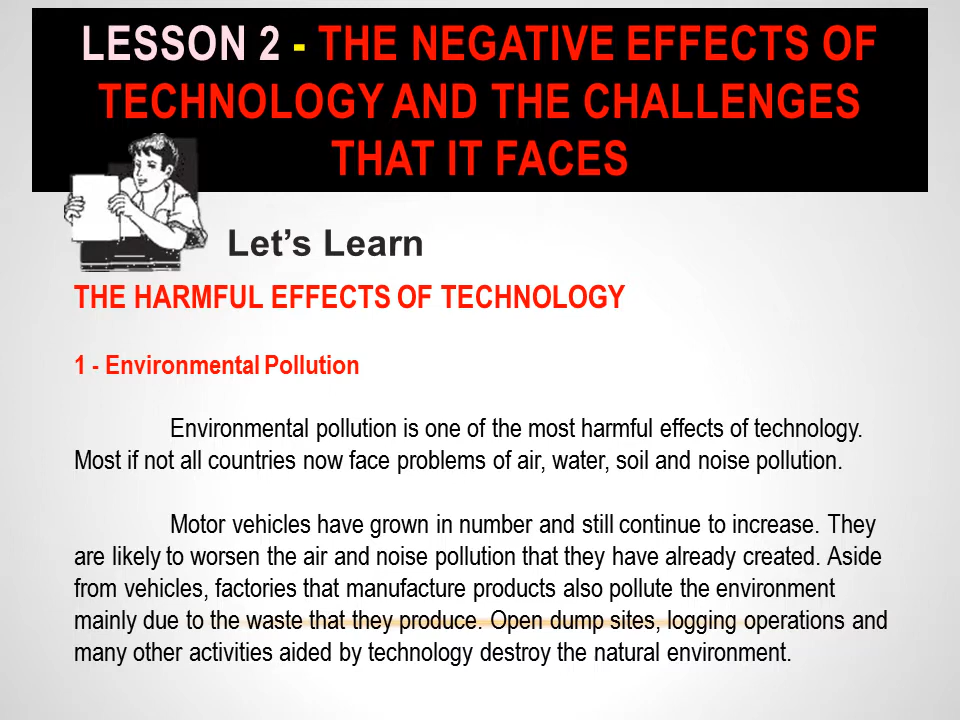 LESSON 2 - THE NEGATIVE EFFECTS OF
TECHNOLOGY AND THE CHALLENGES
THAT IT FACES
Let’s Learn
THE HARMFUL EFFECTS OF TECHNOLOGY
1 - Environmental Pollution
Environmental pollution is one of the most harmful effects of technology.
Most if not all countries now face problems of air, water, soil and noise pollution.
Motor vehicles have grown in number and still continue to increase. They
are likely to worsen the air and noise pollution that they have already created. Aside
from vehicles, factories that manufacture products also pollute the environment
mainly due to the waste that they produce. Open dump sites, logging operations and
many other activities aided by technology destroy the natural environment.